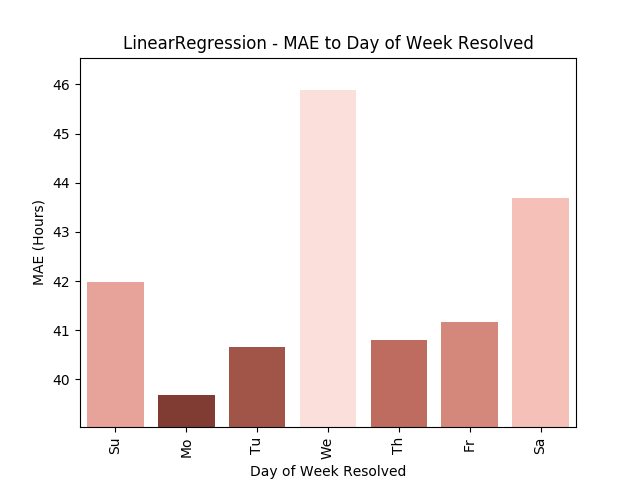 LinearRegression - MAE to Day of Week Resolved
MAE (Hours)
46
45
44
43
42
41
40
Su
Mo
Tu
We
Th
Fr
Sa
Day of Week Resolved